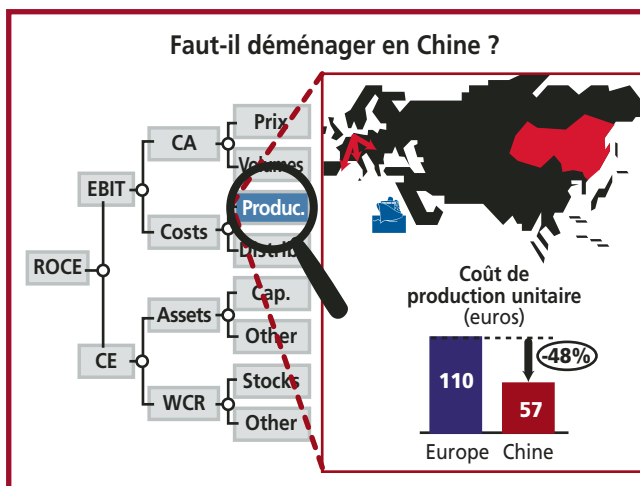 Faut-il déménager en Chine ?
Prix
CA
Volumes
EBIT
Produc.
Costs
Distrib.
ROCE
Cap.
Assets
Other
CE
Stocks
WCR
Other
Coût de
production unitaire
(euros)
-48%
110
57
Europe Chine